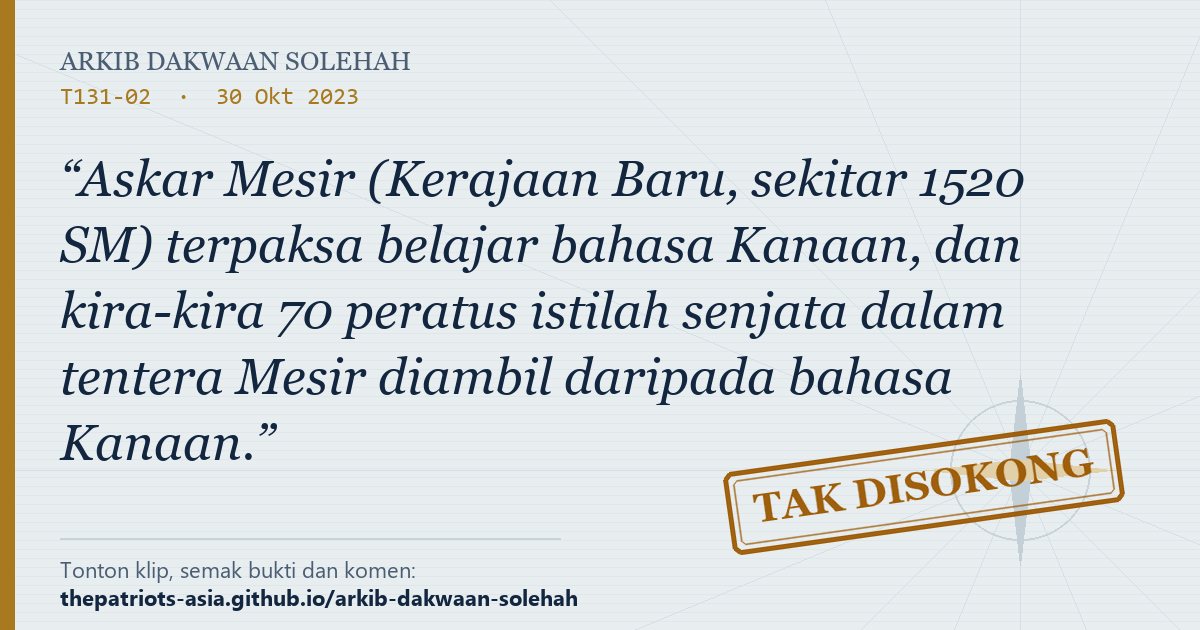 ARKIB DAKWAAN SOLEHAH
T131-02 · 30 Okt 2023
“Askar Mesir (Kerajaan Baru, sekitar 1520
SM) terpaksa belajar bahasa Kanaan, dan
kira-kira 70 peratus istilah senjata dalam
tentera Mesir diambil daripada bahasa
Kanaan.”
TAK DISOKONG
Tonton klip, semak bukti dan komen:
thepatriots-asia.github.io/arkib-dakwaan-solehah